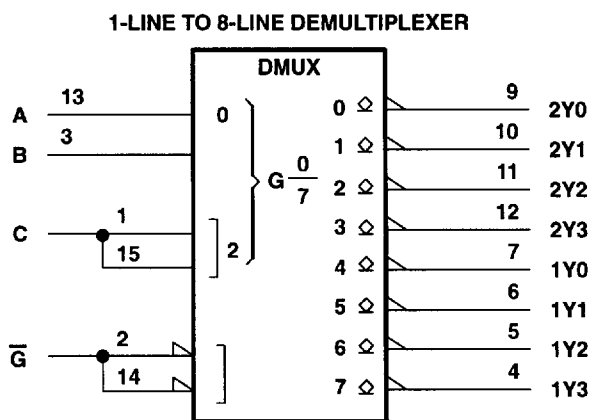 1-LINE TO 8-LINE DEMULTIPLEXER
DMUX
A 13 0 0 9 2Y0
B 3 1 10 2Y1
G 0/7 2 11 2Y2
C 1 2 3 12 2Y3
15 4 7 1Y0
5 6 1Y1
G̅ 2 6 5 1Y2
14 7 4 1Y3